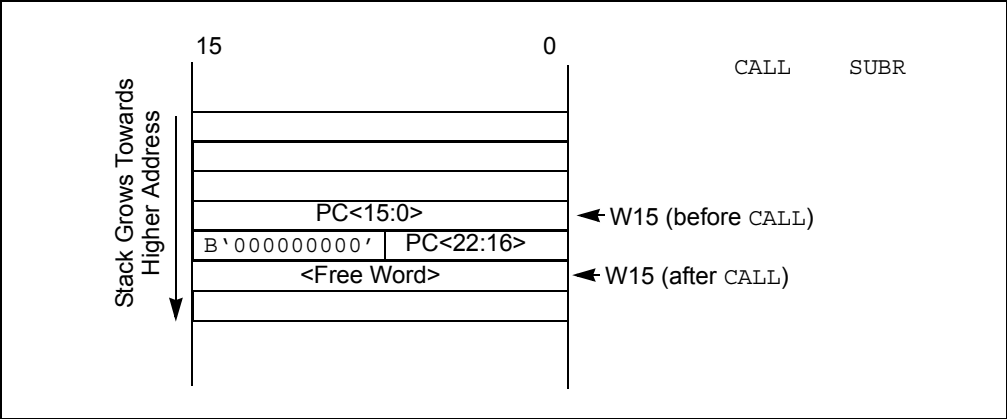 15 0
CALL SUBR
Stack Grows Towards
Higher Address
PC<15:0>
W15 (before CALL)
B‘000000000’ PC<22:16>
<Free Word>
W15 (after CALL)